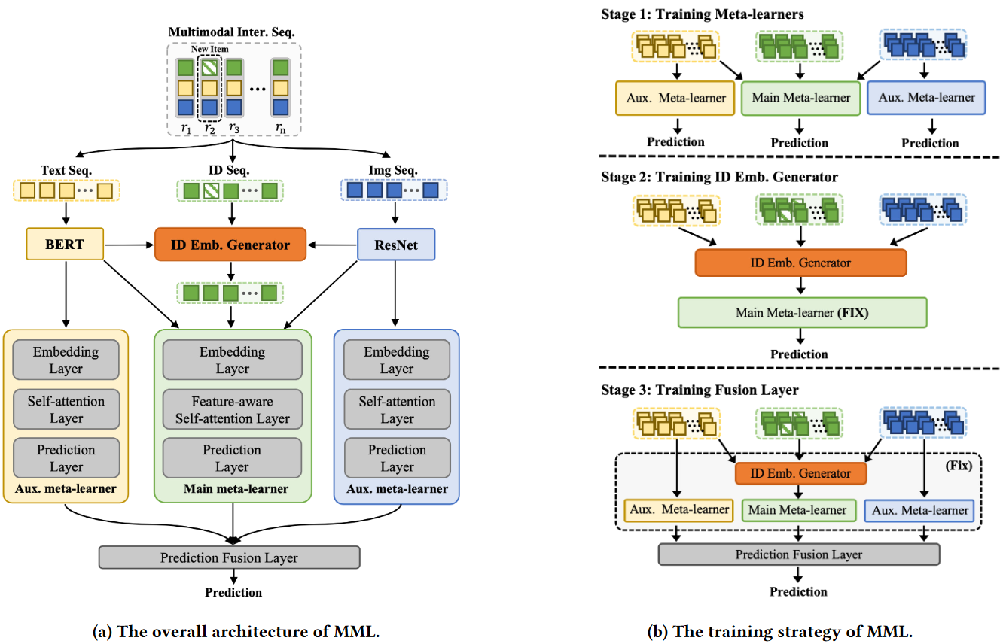 Multimodal Inter. Seq.
New Item
...
r1 r2 r3 rn
Text Seq.
ID Seq.
Img Seq.
...
...
...
BERT
ID Emb. Generator
ResNet
...
Embedding
Layer
Self-attention
Layer
Prediction
Layer
Aux. meta-learner
Embedding
Layer
Feature-aware
Self-attention Layer
Prediction
Layer
Main meta-learner
Embedding
Layer
Self-attention
Layer
Prediction
Layer
Aux. meta-learner
Prediction Fusion Layer
Prediction
(a) The overall architecture of MML.
Stage 1: Training Meta-learners
Aux. Meta-learner
Main Meta-learner
Aux. Meta-learner
Prediction
Prediction
Prediction
Stage 2: Training ID Emb. Generator
ID Emb. Generator
Main Meta-learner (FIX)
Prediction
Stage 3: Training Fusion Layer
(Fix)
ID Emb. Generator
Aux. Meta-learner
Main Meta-learner
Aux. Meta-learner
Prediction Fusion Layer
Prediction
(b) The training strategy of MML.